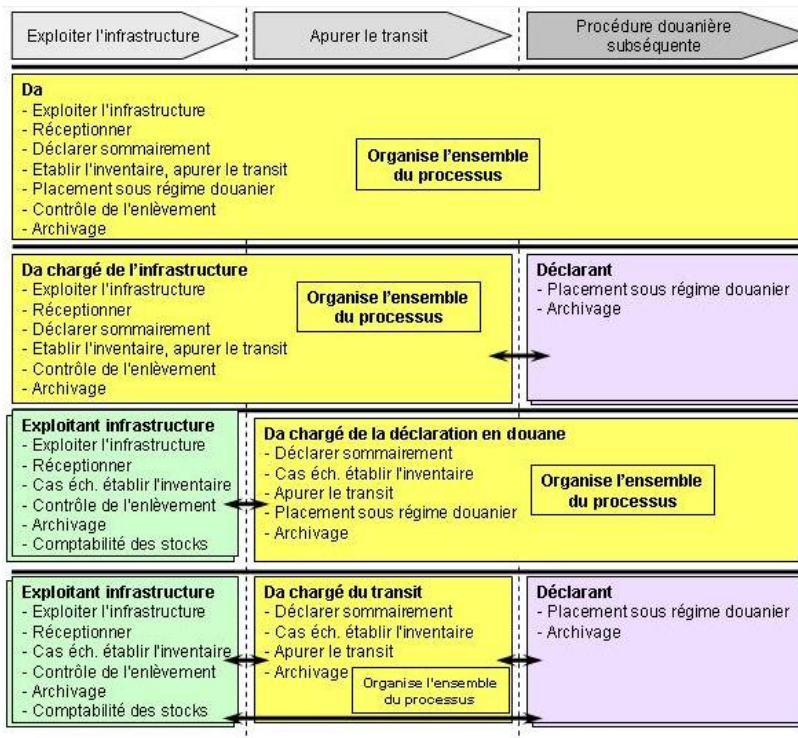 Exploiter l'infrastructure
Apurer le transit
Procédure douanière
subséquente
Da
- Exploiter l'infrastructure
- Réceptionner
- Déclarer sommairement
- Etablir l'inventaire, apurer le transit
- Placement sous régime douanier
- Contrôle de l'enlèvement
- Archivage
Organise l'ensemble
du processus
Da chargé de l'infrastructure
- Exploiter l'infrastructure
- Réceptionner
- Déclarer sommairement
- Etablir l'inventaire, apurer le transit
- Contrôle de l'enlèvement
- Archivage
Organise l'ensemble
du processus
Déclarant
- Placement sous régime douanier
- Archivage
Exploitant infrastructure
- Exploiter l'infrastructure
- Réceptionner
- Cas éch. établir l'inventaire
- Contrôle de l'enlèvement
- Archivage
- Comptabilité des stocks
Da chargé de la déclaration en douane
- Déclarer sommairement
- Cas éch. établir l'inventaire
- Apurer le transit
- Placement sous régime douanier
- Archivage
Organise l'ensemble
du processus
Exploitant infrastructure
- Exploiter l'infrastructure
- Réceptionner
- Cas éch. établir l'inventaire
- Contrôle de l'enlèvement
- Archivage
- Comptabilité des stocks
Da chargé du transit
- Déclarer sommairement
- Cas éch. établir l'inventaire
- Apurer le transit
- Archivage
Organise l'ensemble
du processus
Déclarant
- Placement sous régime douanier
- Archivage